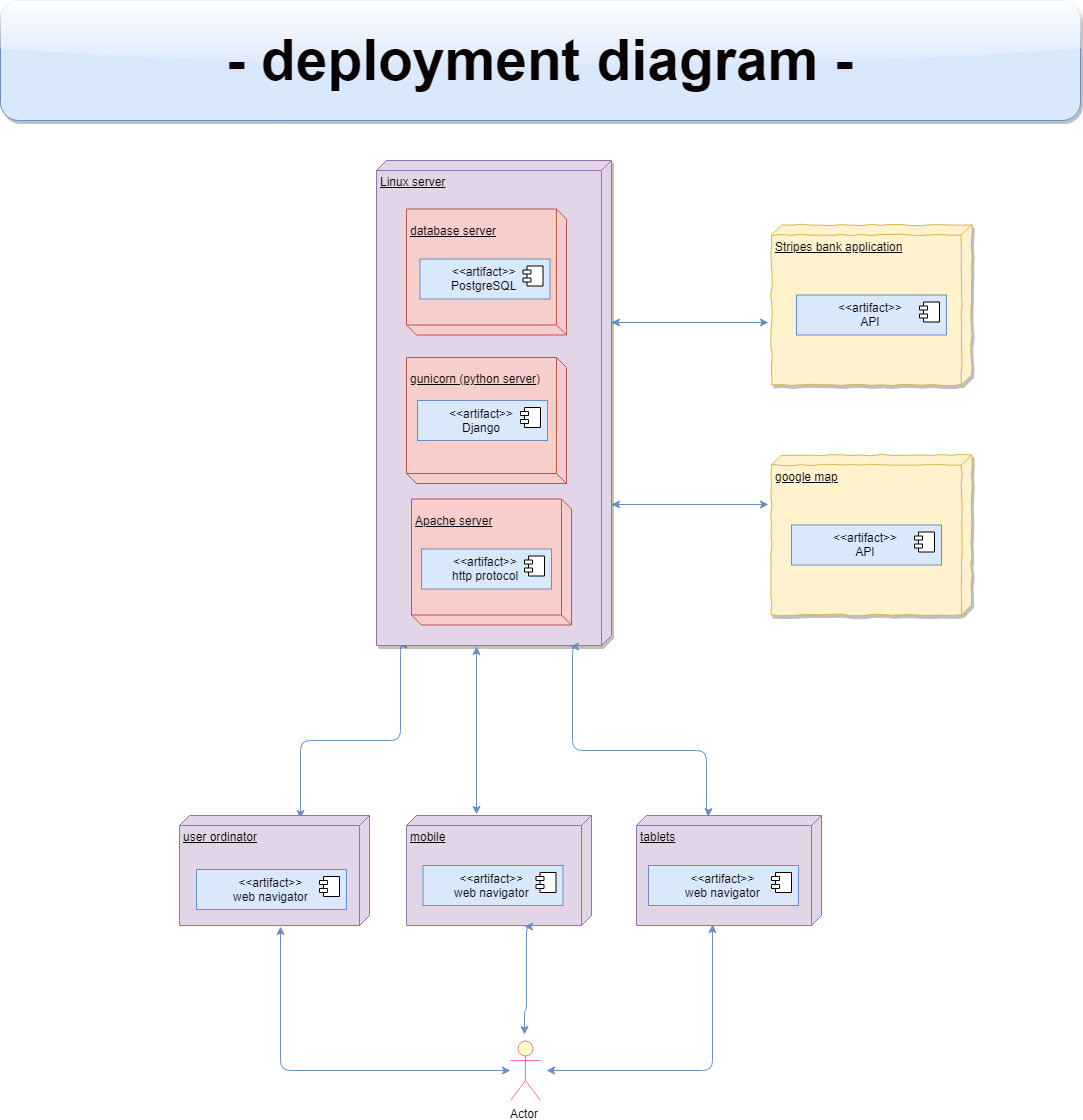 - deployment diagram -
Linux server
database server
<<artifact>>
PostgreSQL
gunicorn (python server)
<<artifact>>
Django
Apache server
<<artifact>>
http protocol
Stripes bank application
<<artifact>>
API
google map
<<artifact>>
API
user ordinator
<<artifact>>
web navigator
mobile
<<artifact>>
web navigator
tablets
<<artifact>>
web navigator
Actor